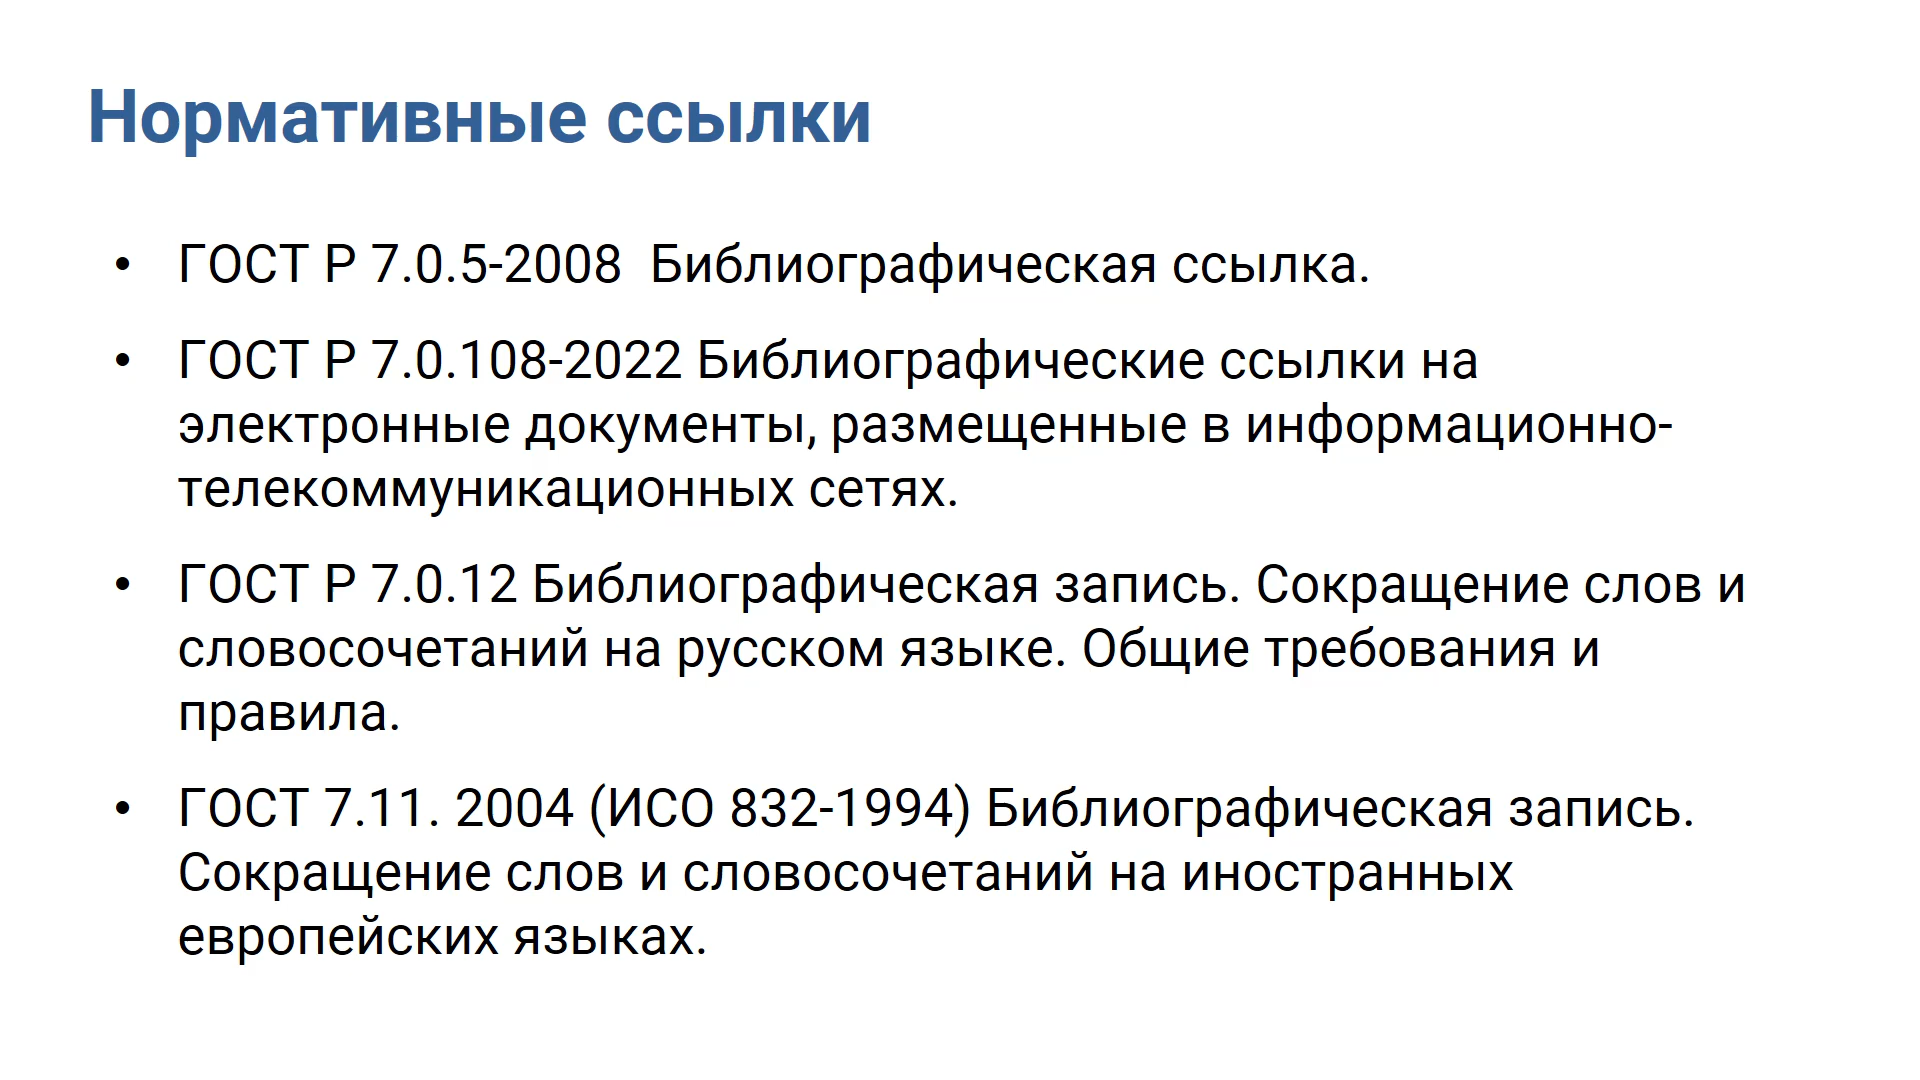 Нормативные ссылки
• ГОСТ Р 7.0.5-2008  Библиографическая ссылка.
• ГОСТ Р 7.0.108-2022 Библиографические ссылки на
электронные документы, размещенные в информационно-
телекоммуникационных сетях.
• ГОСТ Р 7.0.12 Библиографическая запись. Сокращение слов и
словосочетаний на русском языке. Общие требования и
правила.
• ГОСТ 7.11. 2004 (ИСО 832-1994) Библиографическая запись.
Сокращение слов и словосочетаний на иностранных
европейских языках.